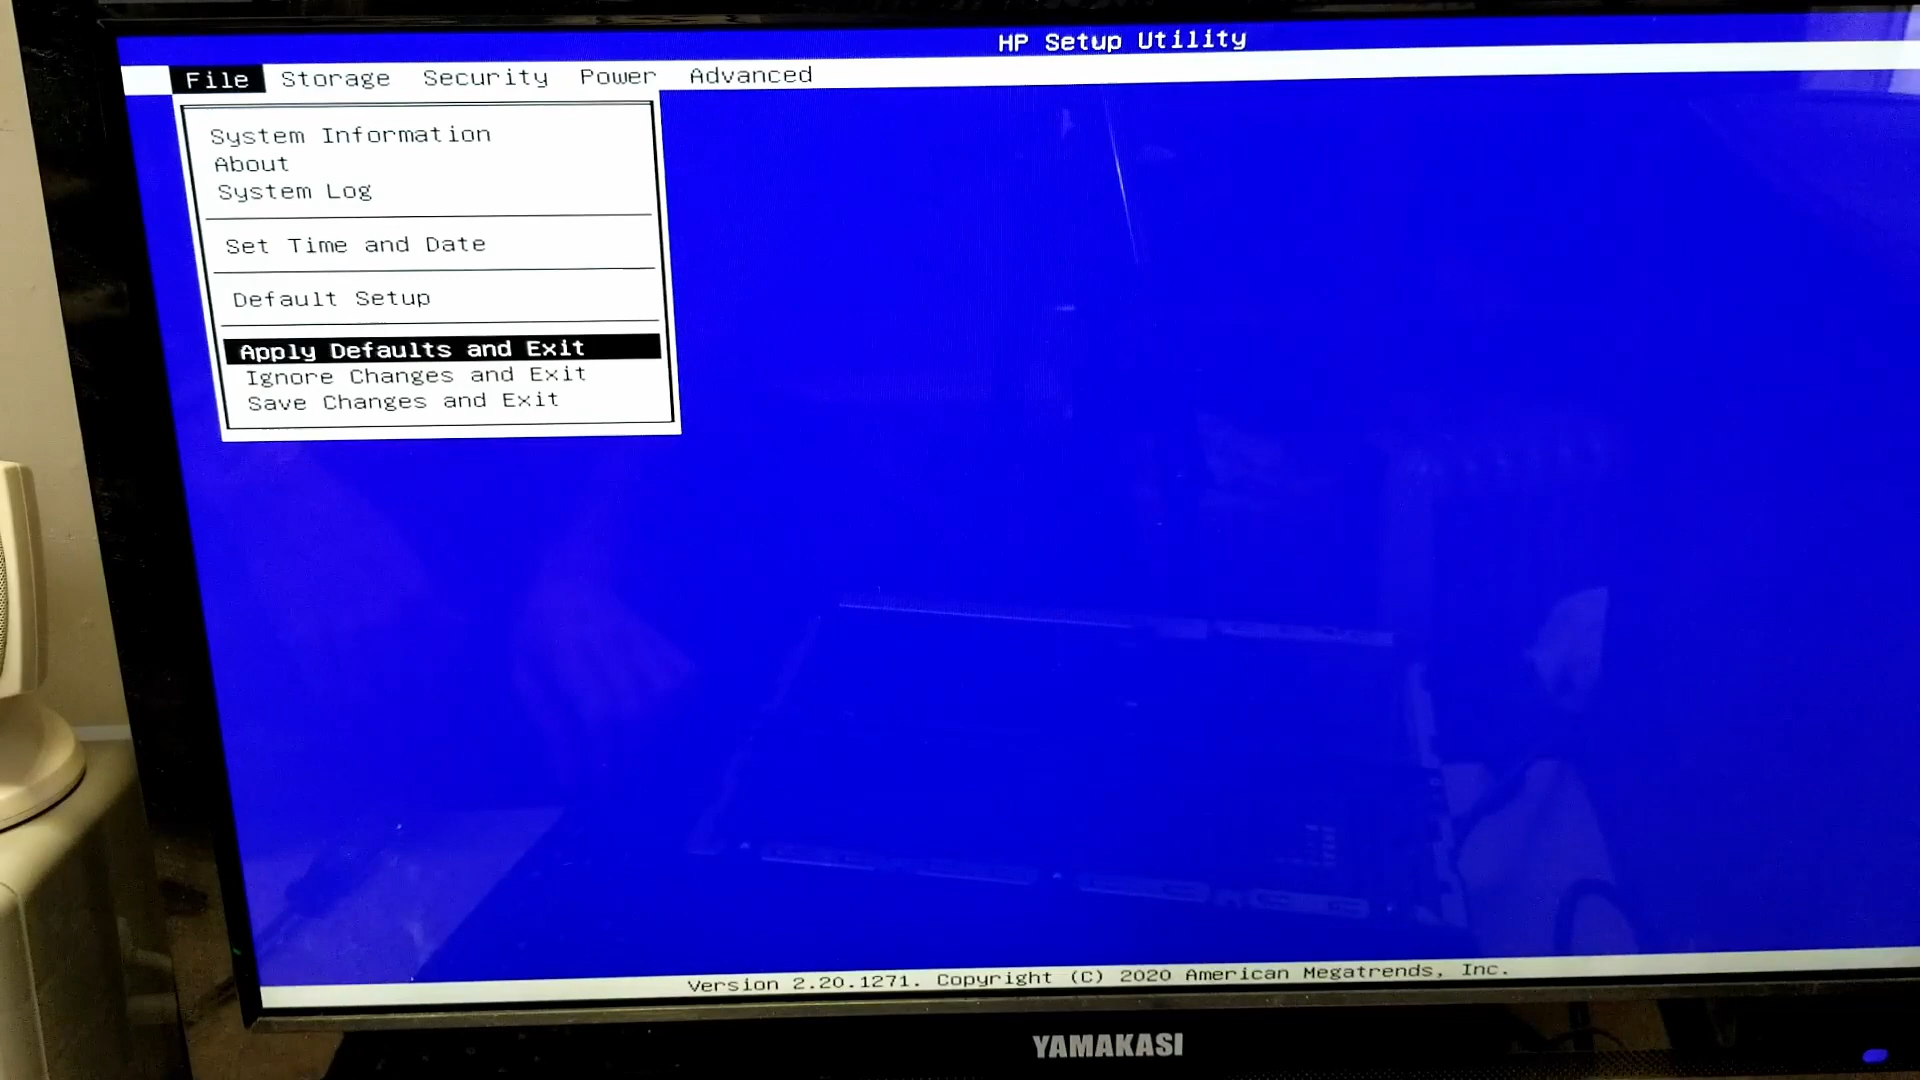 HP Setup Utility
File Storage Security Power Advanced
System Information
About
System Log
Set Time and Date
Default Setup
Apply Defaults and Exit
Ignore Changes and Exit
Save Changes and Exit
Version 2.20.1271. Copyright (C) 2020 American Megatrends, Inc.
YAMAKASI